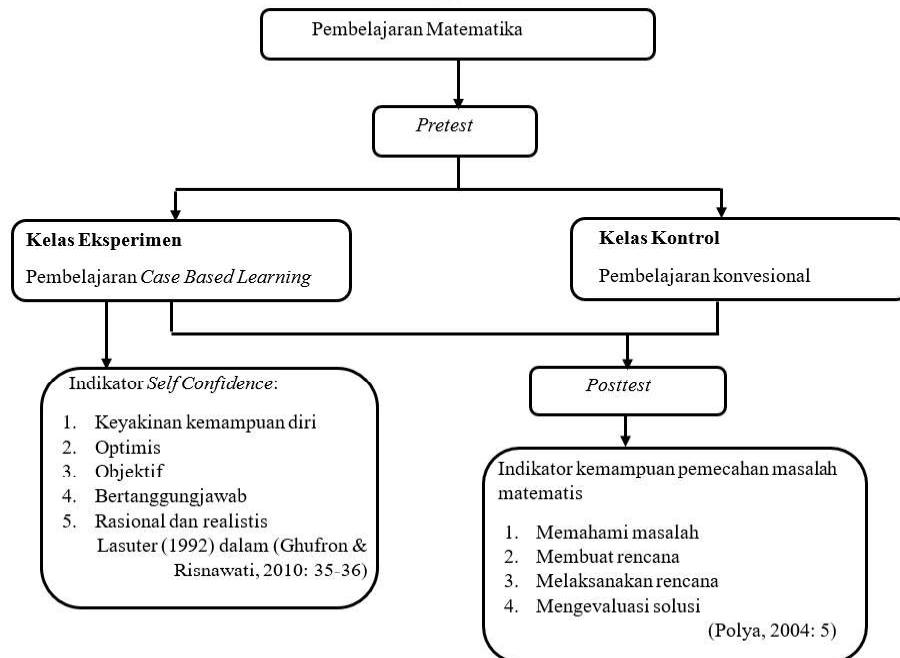 Pembelajaran Matematika
Pretest
Kelas Eksperimen
Pembelajaran Case Based Learning
Kelas Kontrol
Pembelajaran konvesional
Indikator Self Confidence:
1. Keyakinan kemampuan diri
2. Optimis
3. Objektif
4. Bertanggungjawab
5. Rasional dan realistis
Lasuter (1992) dalam (Ghufron &
Risnawati, 2010: 35-36)
Posttest
Indikator kemampuan pemecahan masalah
matematis
1. Memahami masalah
2. Membuat rencana
3. Melaksanakan rencana
4. Mengevaluasi solusi
(Polya, 2004: 5)